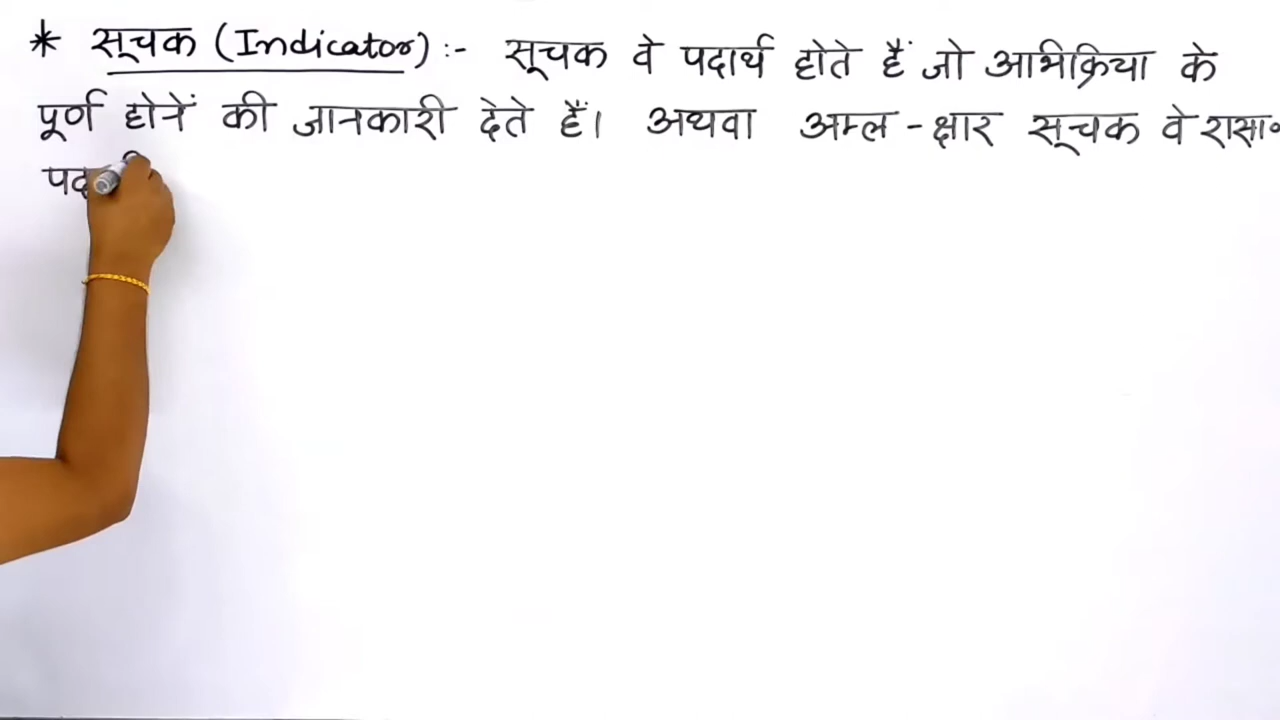 * सूचक (Indicator) :- सूचक वे पदार्थ होते हैं जो अभिक्रिया के
पूर्ण होनें की जानकारी देते हैं। अथवा अम्ल - क्षार सूचक वे रासा॰